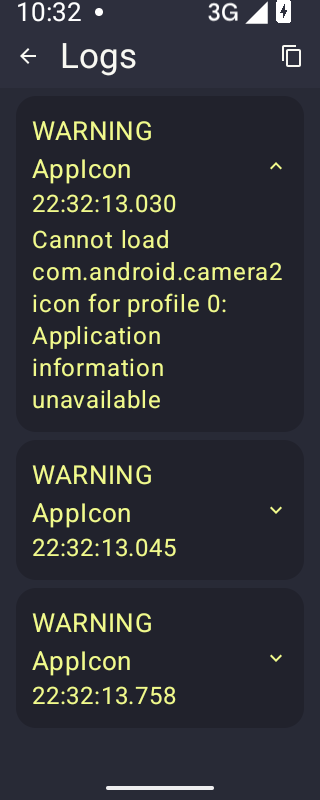 10:32
3G
Logs
WARNING
AppIcon
22:32:13.030
Cannot load
com.android.camera2
icon for profile 0:
Application
information
unavailable
WARNING
AppIcon
22:32:13.045
WARNING
AppIcon
22:32:13.758